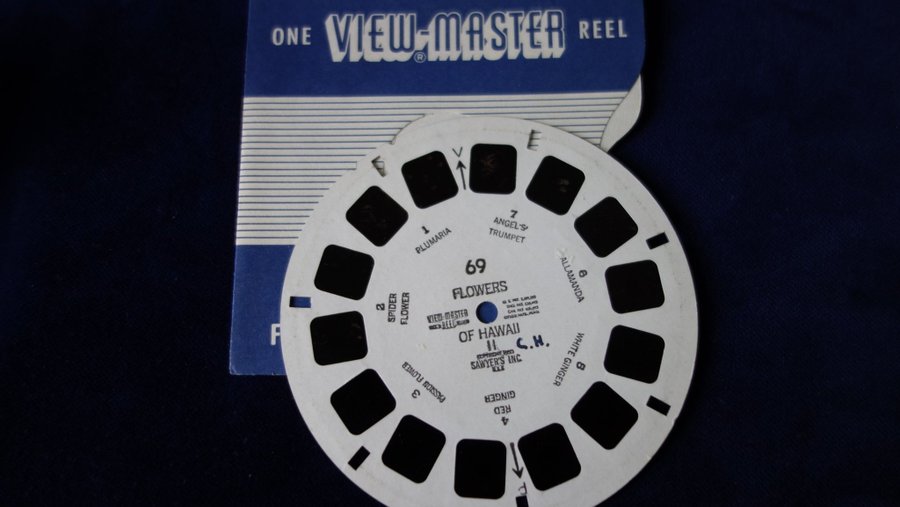 ONE VIEW-MASTER® REEL
69
FLOWERS
VIEW-MASTER
REEL
OF HAWAII
II
C.H.
SAWYER'S INC.
1
PLUMARIA
2
SPIDER
FLOWER
3
PASSION FLOWER
4
RED
GINGER
WHITE GINGER
6
ALLAMANDA
7
ANGEL'S
TRUMPET